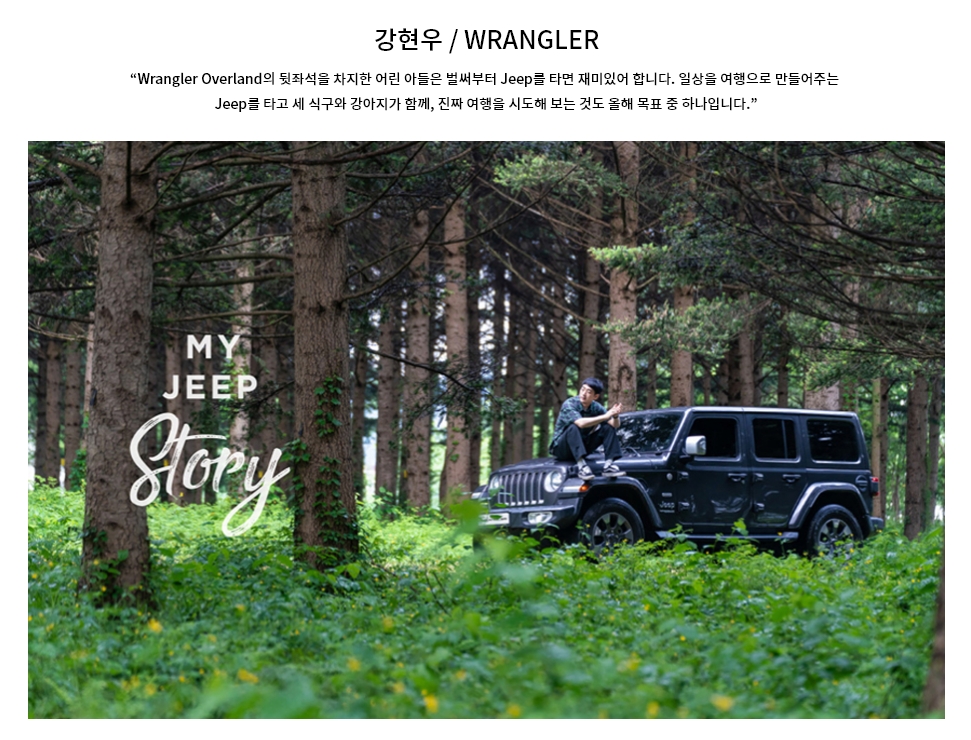 강현우 / WRANGLER
“Wrangler Overland의 뒷좌석을 차지한 어린 아들은 벌써부터 Jeep를 타면 재미있어 합니다. 일상을 여행으로 만들어주는
Jeep를 타고 세 식구와 강아지가 함께, 진짜 여행을 시도해 보는 것도 올해 목표 중 하나입니다.”
MY
JEEP
Story
Jeep